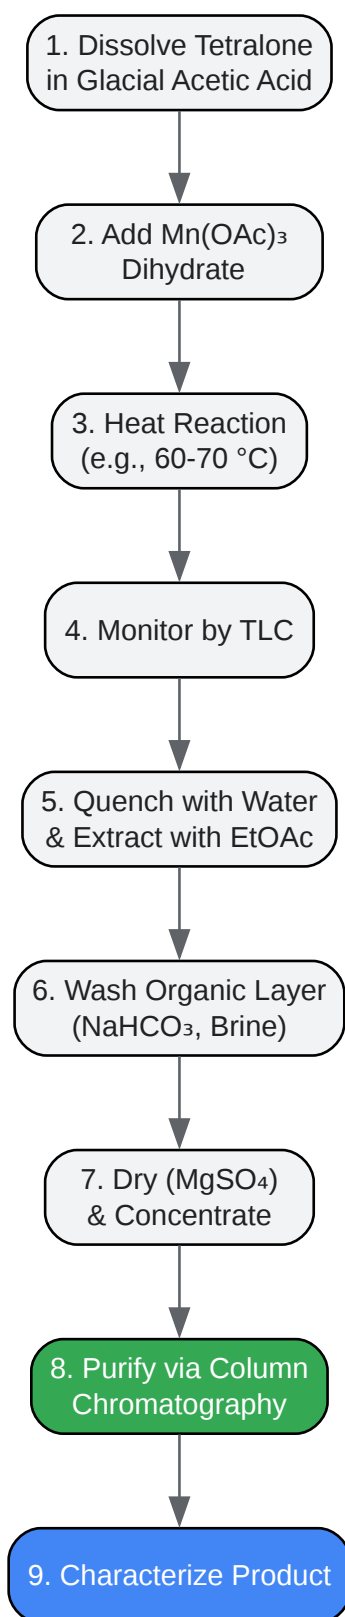 1. Dissolve Tetralone
in Glacial Acetic Acid
2. Add Mn(OAc)₃
Dihydrate
3. Heat Reaction
(e.g., 60-70 °C)
4. Monitor by TLC
5. Quench with Water
& Extract with EtOAc
6. Wash Organic Layer
(NaHCO₃, Brine)
7. Dry (MgSO₄)
& Concentrate
8. Purify via Column
Chromatography
9. Characterize Product